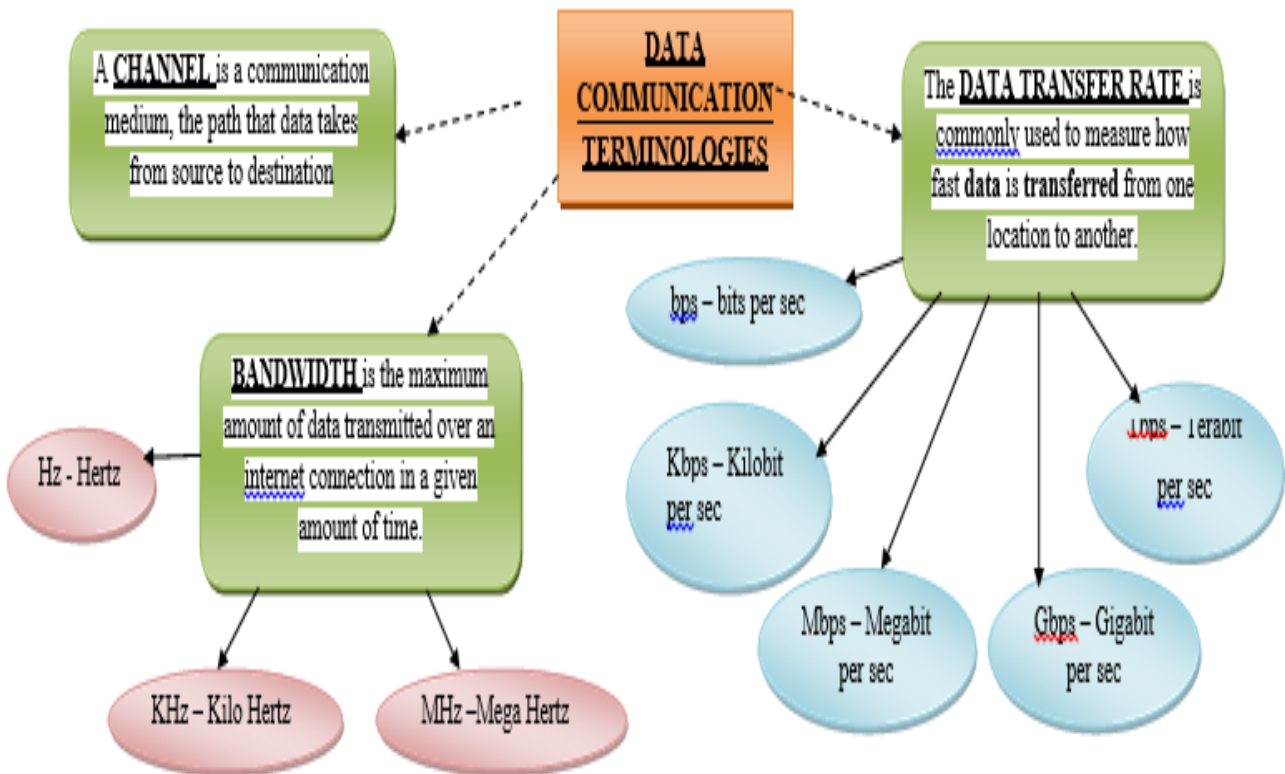 DATA
COMMUNICATION
TERMINOLOGIES
A CHANNEL is a communication
medium, the path that data takes
from source to destination
The DATA TRANSFER RATE is
commonly used to measure how
fast data is transferred from one
location to another.
bps – bits per sec
Kbps – Kilobit
per sec
Mbps – Megabit
per sec
Gbps – Gigabit
per sec
Tbps – Terabit
per sec
BANDWIDTH is the maximum
amount of data transmitted over an
internet connection in a given
amount of time.
Hz - Hertz
KHz – Kilo Hertz
MHz –Mega Hertz